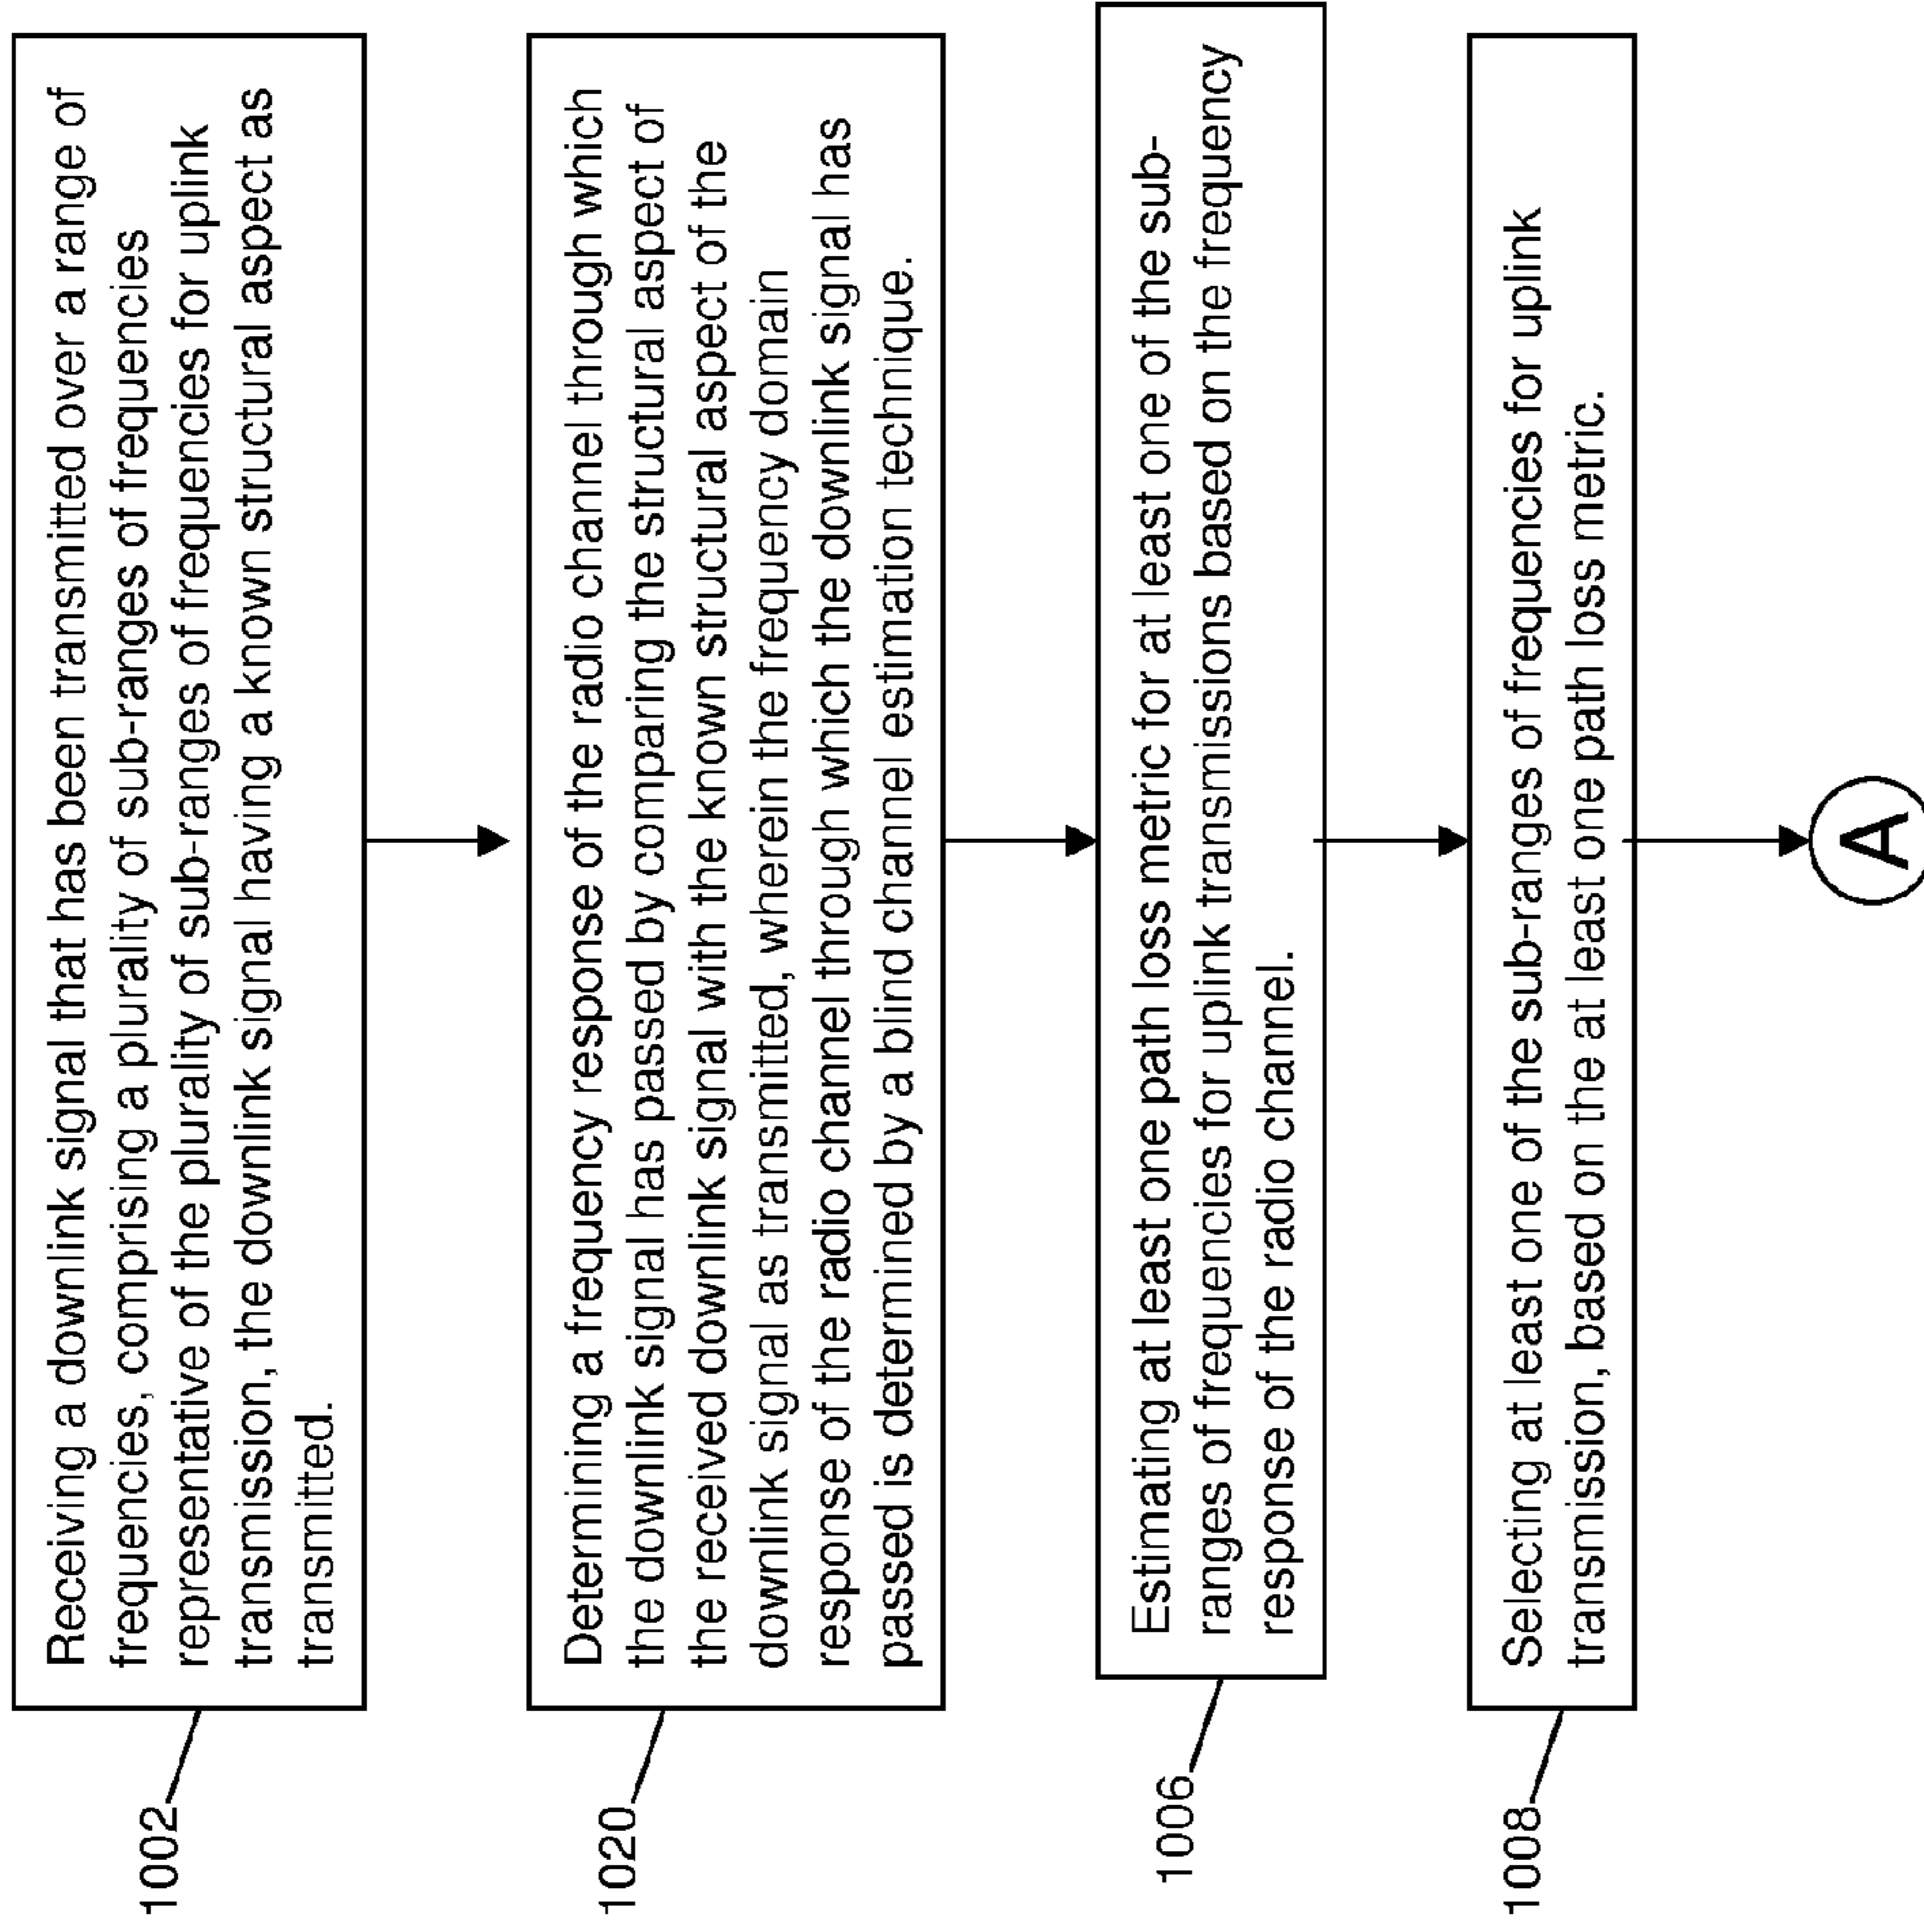 1002
Receiving a downlink signal that has been transmitted over a range of
frequencies, comprising a plurality of sub-ranges of frequencies
representative of the plurality of sub-ranges of frequencies for uplink
transmission, the downlink signal having a known structural aspect as
transmitted.
1020
Determining a frequency response of the radio channel through which
the downlink signal has passed by comparing the structural aspect of
the received downlink signal with the known structural aspect of the
downlink signal as transmitted, wherein the frequency domain
response of the radio channel through which the downlink signal has
passed is determined by a blind channel estimation technique.
1006
Estimating at least one path loss metric for at least one of the sub-
ranges of frequencies for uplink transmissions based on the frequency
response of the radio channel.
1008
Selecting at least one of the sub-ranges of frequencies for uplink
transmission, based on the at least one path loss metric.
A